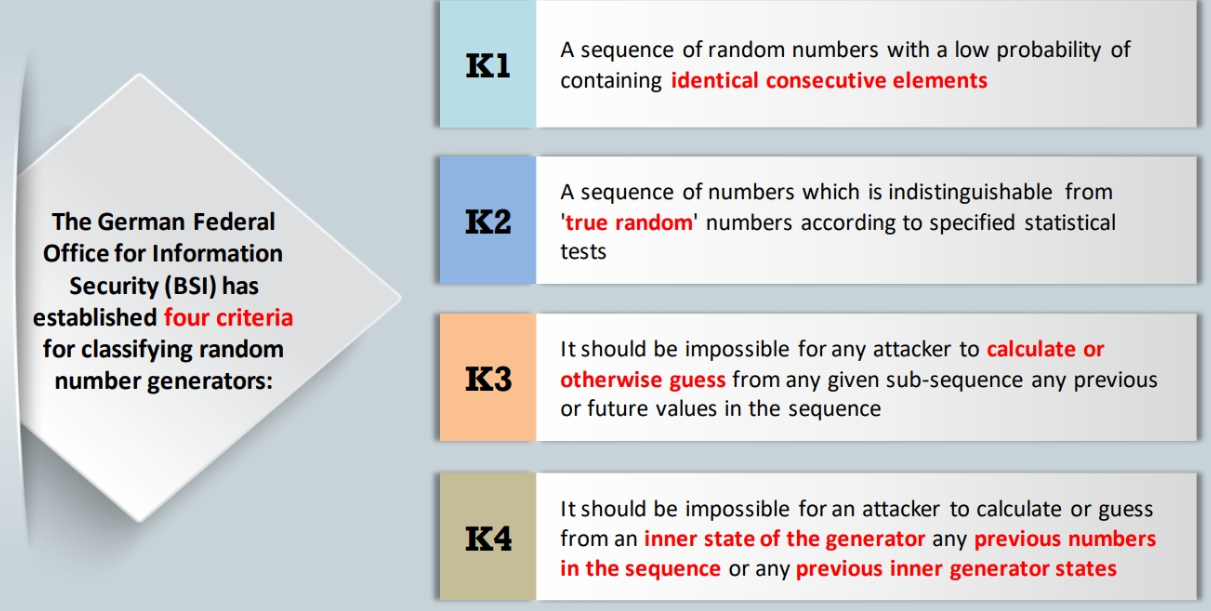 The German Federal
Office for Information
Security (BSI) has
established four criteria
for classifying random
number generators:
K1
A sequence of random numbers with a low probability of
containing identical consecutive elements
K2
A sequence of numbers which is indistinguishable from
'true random' numbers according to specified statistical
tests
K3
It should be impossible for any attacker to calculate or
otherwise guess from any given sub-sequence any previous
or future values in the sequence
K4
It should be impossible for an attacker to calculate or guess
from an inner state of the generator any previous numbers
in the sequence or any previous inner generator states